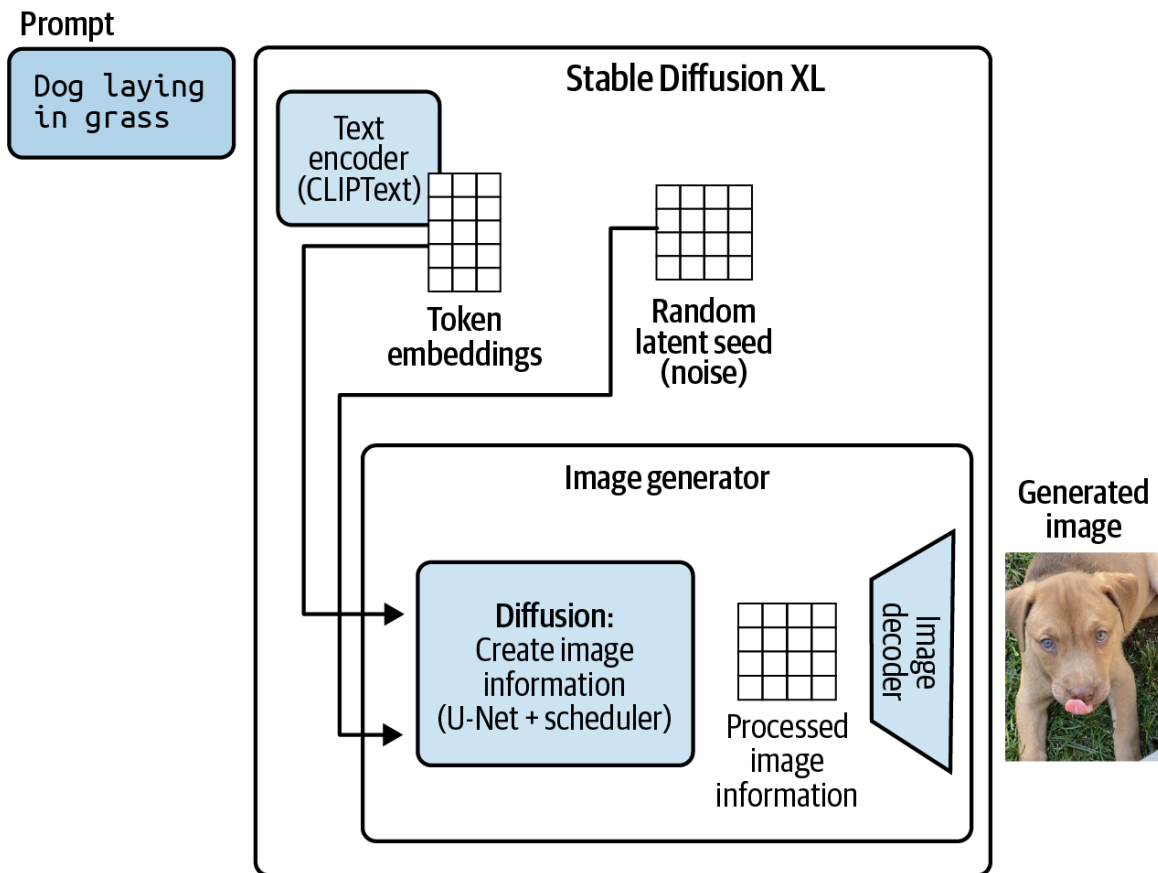 Prompt
Dog laying
in grass
Stable Diffusion XL
Text
encoder
(CLIPText)
Token
embeddings
Random
latent seed
(noise)
Image generator
Diffusion:
Create image
information
(U-Net + scheduler)
Processed
image
information
Image
decoder
Generated
image